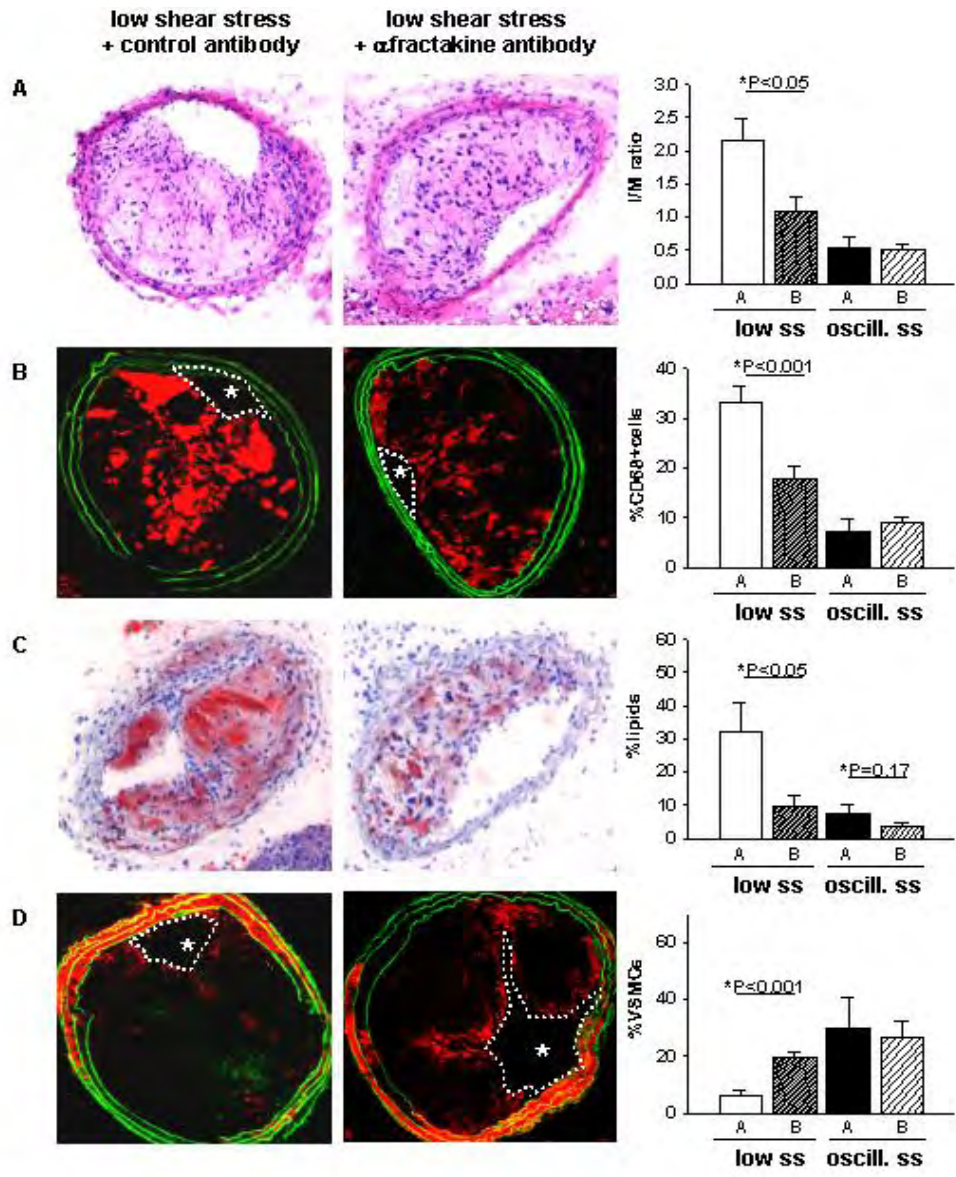 low shear stress
+ control antibody
low shear stress
+ αfractakine antibody
A
I/M ratio
3.0
2.5
2.0
1.5
1.0
0.5
0.0
*P<0.05
A B A B
low ss oscill. ss
B
%CD68+cells
40
30
20
10
0
*P<0.001
A B A B
low ss oscill. ss
*
*
C
%lipids
60
50
40
30
20
10
0
*P<0.05
*P=0.17
A B A B
low ss oscill. ss
D
%VSMCs
60
40
20
0
*P<0.001
A B A B
low ss oscill. ss
*
*